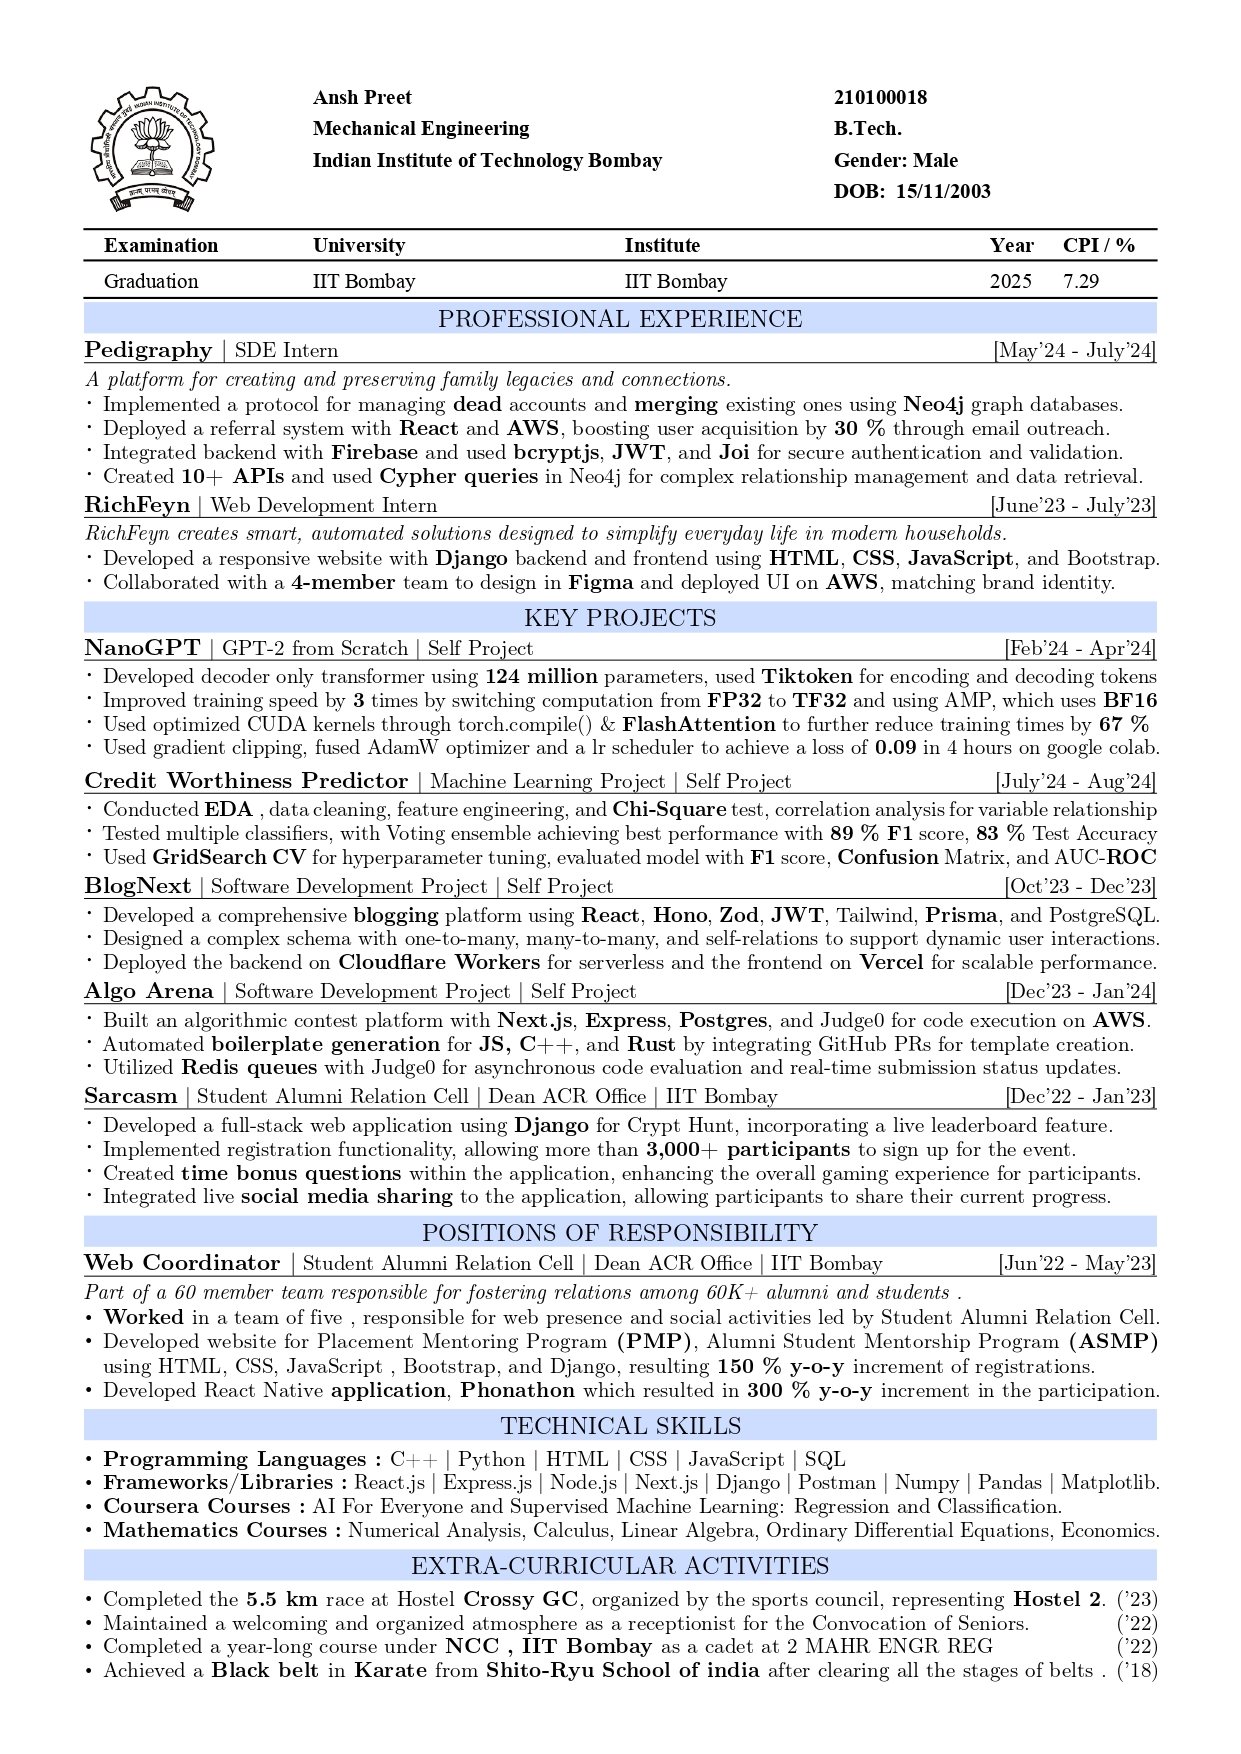 Ansh Preet 210100018
Mechanical Engineering B.Tech.
Indian Institute of Technology Bombay Gender: Male
DOB: 15/11/2003
Examination University Institute Year CPI / %
Graduation IIT Bombay IIT Bombay 2025 7.29
PROFESSIONAL EXPERIENCE
Pedigraphy | SDE Intern [May'24 - July'24]
A platform for creating and preserving family legacies and connections.
· Implemented a protocol for managing dead accounts and merging existing ones using Neo4j graph databases.
· Deployed a referral system with React and AWS, boosting user acquisition by 30 % through email outreach.
· Integrated backend with Firebase and used bcryptjs, JWT, and Joi for secure authentication and validation.
· Created 10+ APIs and used Cypher queries in Neo4j for complex relationship management and data retrieval.
RichFeyn | Web Development Intern [June'23 - July'23]
RichFeyn creates smart, automated solutions designed to simplify everyday life in modern households.
· Developed a responsive website with Django backend and frontend using HTML, CSS, JavaScript, and Bootstrap.
· Collaborated with a 4-member team to design in Figma and deployed UI on AWS, matching brand identity.
KEY PROJECTS
NanoGPT | GPT-2 from Scratch | Self Project [Feb'24 - Apr'24]
· Developed decoder only transformer using 124 million parameters, used Tiktoken for encoding and decoding tokens
· Improved training speed by 3 times by switching computation from FP32 to TF32 and using AMP, which uses BF16
· Used optimized CUDA kernels through torch.compile() & FlashAttention to further reduce training times by 67 %
· Used gradient clipping, fused AdamW optimizer and a lr scheduler to achieve a loss of 0.09 in 4 hours on google colab.
Credit Worthiness Predictor | Machine Learning Project | Self Project [July'24 - Aug'24]
· Conducted EDA , data cleaning, feature engineering, and Chi-Square test, correlation analysis for variable relationship
· Tested multiple classifiers, with Voting ensemble achieving best performance with 89 % F1 score, 83 % Test Accuracy
· Used GridSearch CV for hyperparameter tuning, evaluated model with F1 score, Confusion Matrix, and AUC-ROC
BlogNext | Software Development Project | Self Project [Oct'23 - Dec'23]
· Developed a comprehensive blogging platform using React, Hono, Zod, JWT, Tailwind, Prisma, and PostgreSQL.
· Designed a complex schema with one-to-many, many-to-many, and self-relations to support dynamic user interactions.
· Deployed the backend on Cloudflare Workers for serverless and the frontend on Vercel for scalable performance.
Algo Arena | Software Development Project | Self Project [Dec'23 - Jan'24]
· Built an algorithmic contest platform with Next.js, Express, Postgres, and Judge0 for code execution on AWS.
· Automated boilerplate generation for JS, C++, and Rust by integrating GitHub PRs for template creation.
· Utilized Redis queues with Judge0 for asynchronous code evaluation and real-time submission status updates.
Sarcasm | Student Alumni Relation Cell | Dean ACR Office | IIT Bombay [Dec'22 - Jan'23]
· Developed a full-stack web application using Django for Crypt Hunt, incorporating a live leaderboard feature.
· Implemented registration functionality, allowing more than 3,000+ participants to sign up for the event.
· Created time bonus questions within the application, enhancing the overall gaming experience for participants.
· Integrated live social media sharing to the application, allowing participants to share their current progress.
POSITIONS OF RESPONSIBILITY
Web Coordinator | Student Alumni Relation Cell | Dean ACR Office | IIT Bombay [Jun'22 - May'23]
Part of a 60 member team responsible for fostering relations among 60K+ alumni and students .
• Worked in a team of five , responsible for web presence and social activities led by Student Alumni Relation Cell.
• Developed website for Placement Mentoring Program (PMP), Alumni Student Mentorship Program (ASMP)
using HTML, CSS, JavaScript , Bootstrap, and Django, resulting 150 % y-o-y increment of registrations.
• Developed React Native application, Phonathon which resulted in 300 % y-o-y increment in the participation.
TECHNICAL SKILLS
• Programming Languages : C++ | Python | HTML | CSS | JavaScript | SQL
• Frameworks/Libraries : React.js | Express.js | Node.js | Next.js | Django | Postman | Numpy | Pandas | Matplotlib.
• Coursera Courses : AI For Everyone and Supervised Machine Learning: Regression and Classification.
• Mathematics Courses : Numerical Analysis, Calculus, Linear Algebra, Ordinary Differential Equations, Economics.
EXTRA-CURRICULAR ACTIVITIES
• Completed the 5.5 km race at Hostel Crossy GC, organized by the sports council, representing Hostel 2. ('23)
• Maintained a welcoming and organized atmosphere as a receptionist for the Convocation of Seniors. ('22)
• Completed a year-long course under NCC , IIT Bombay as a cadet at 2 MAHR ENGR REG ('22)
• Achieved a Black belt in Karate from Shito-Ryu School of india after clearing all the stages of belts . ('18)